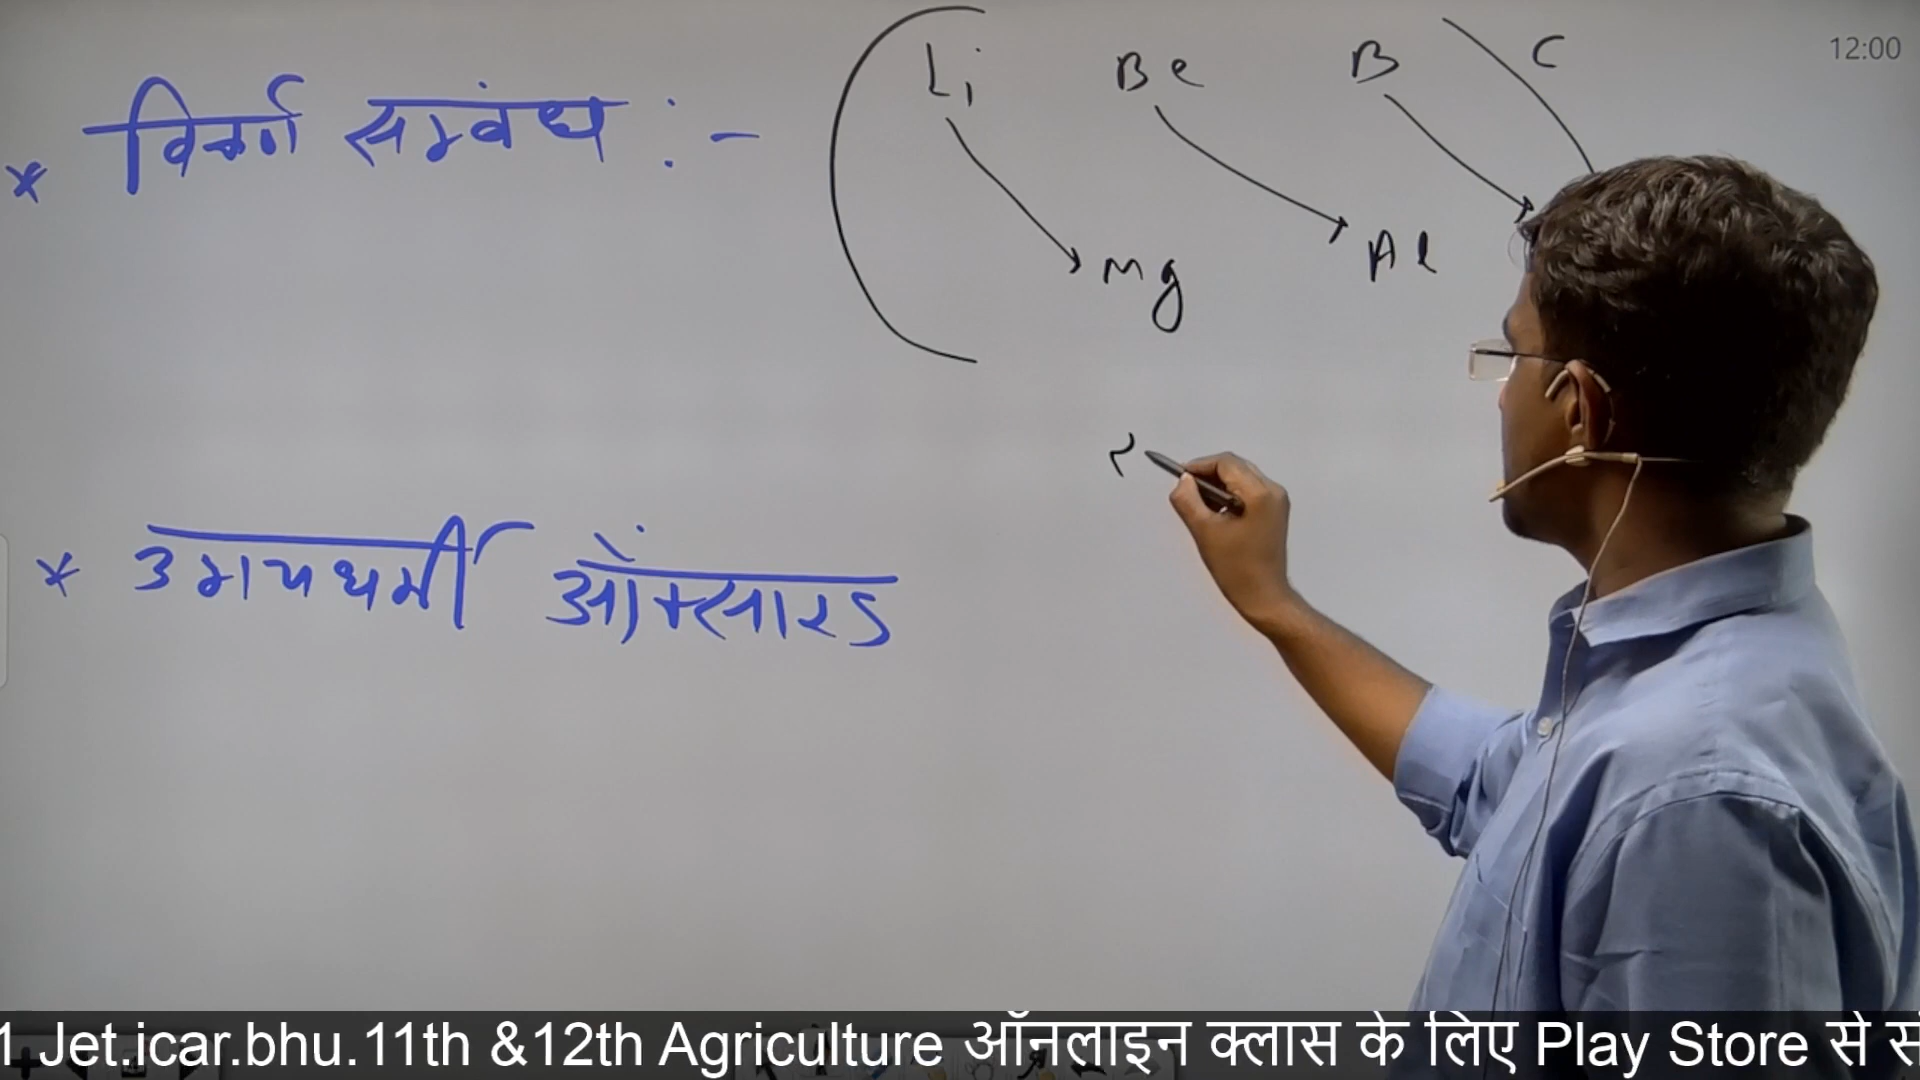 12:00
Li Be B C
* विकर्ण सम्बंध :-
Mg Al
* उभयधर्मी ऑक्साइड
1 Jet.icar.bhu.11th &12th Agriculture ऑनलाइन क्लास के लिए Play Store से